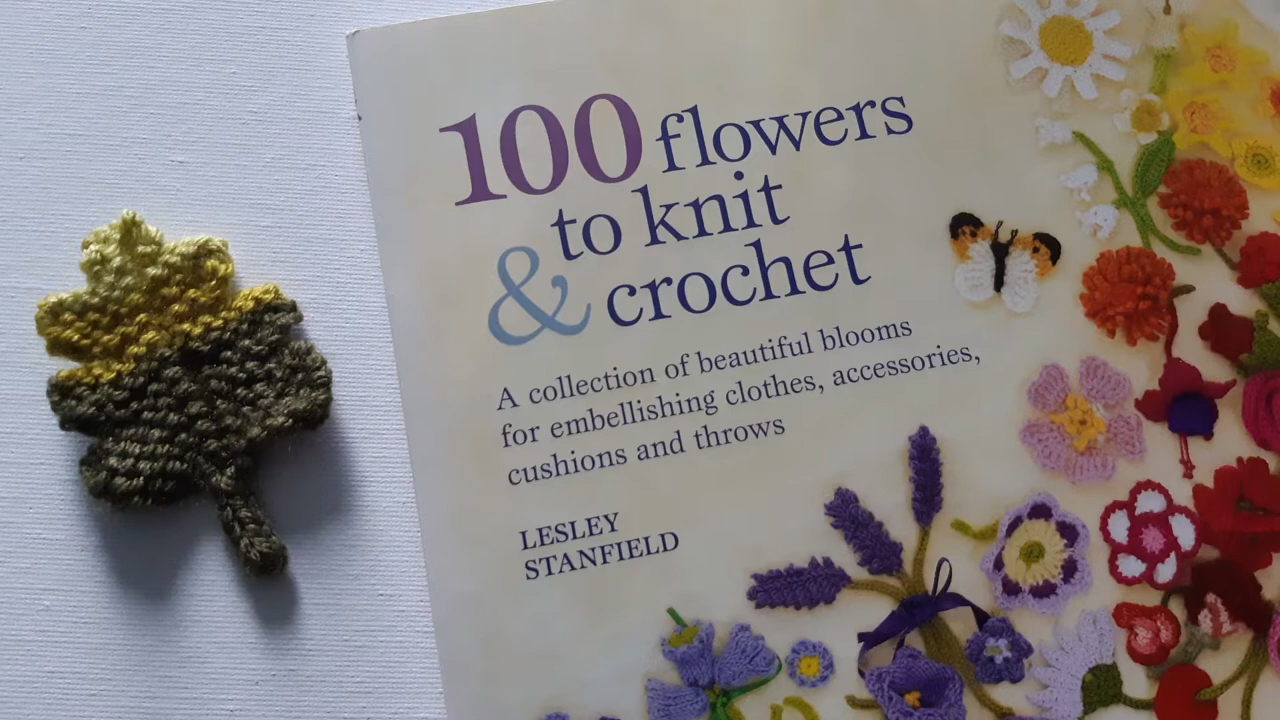 100 flowers
to knit
& crochet
A collection of beautiful blooms
for embellishing clothes, accessories,
cushions and throws
LESLEY
STANFIELD